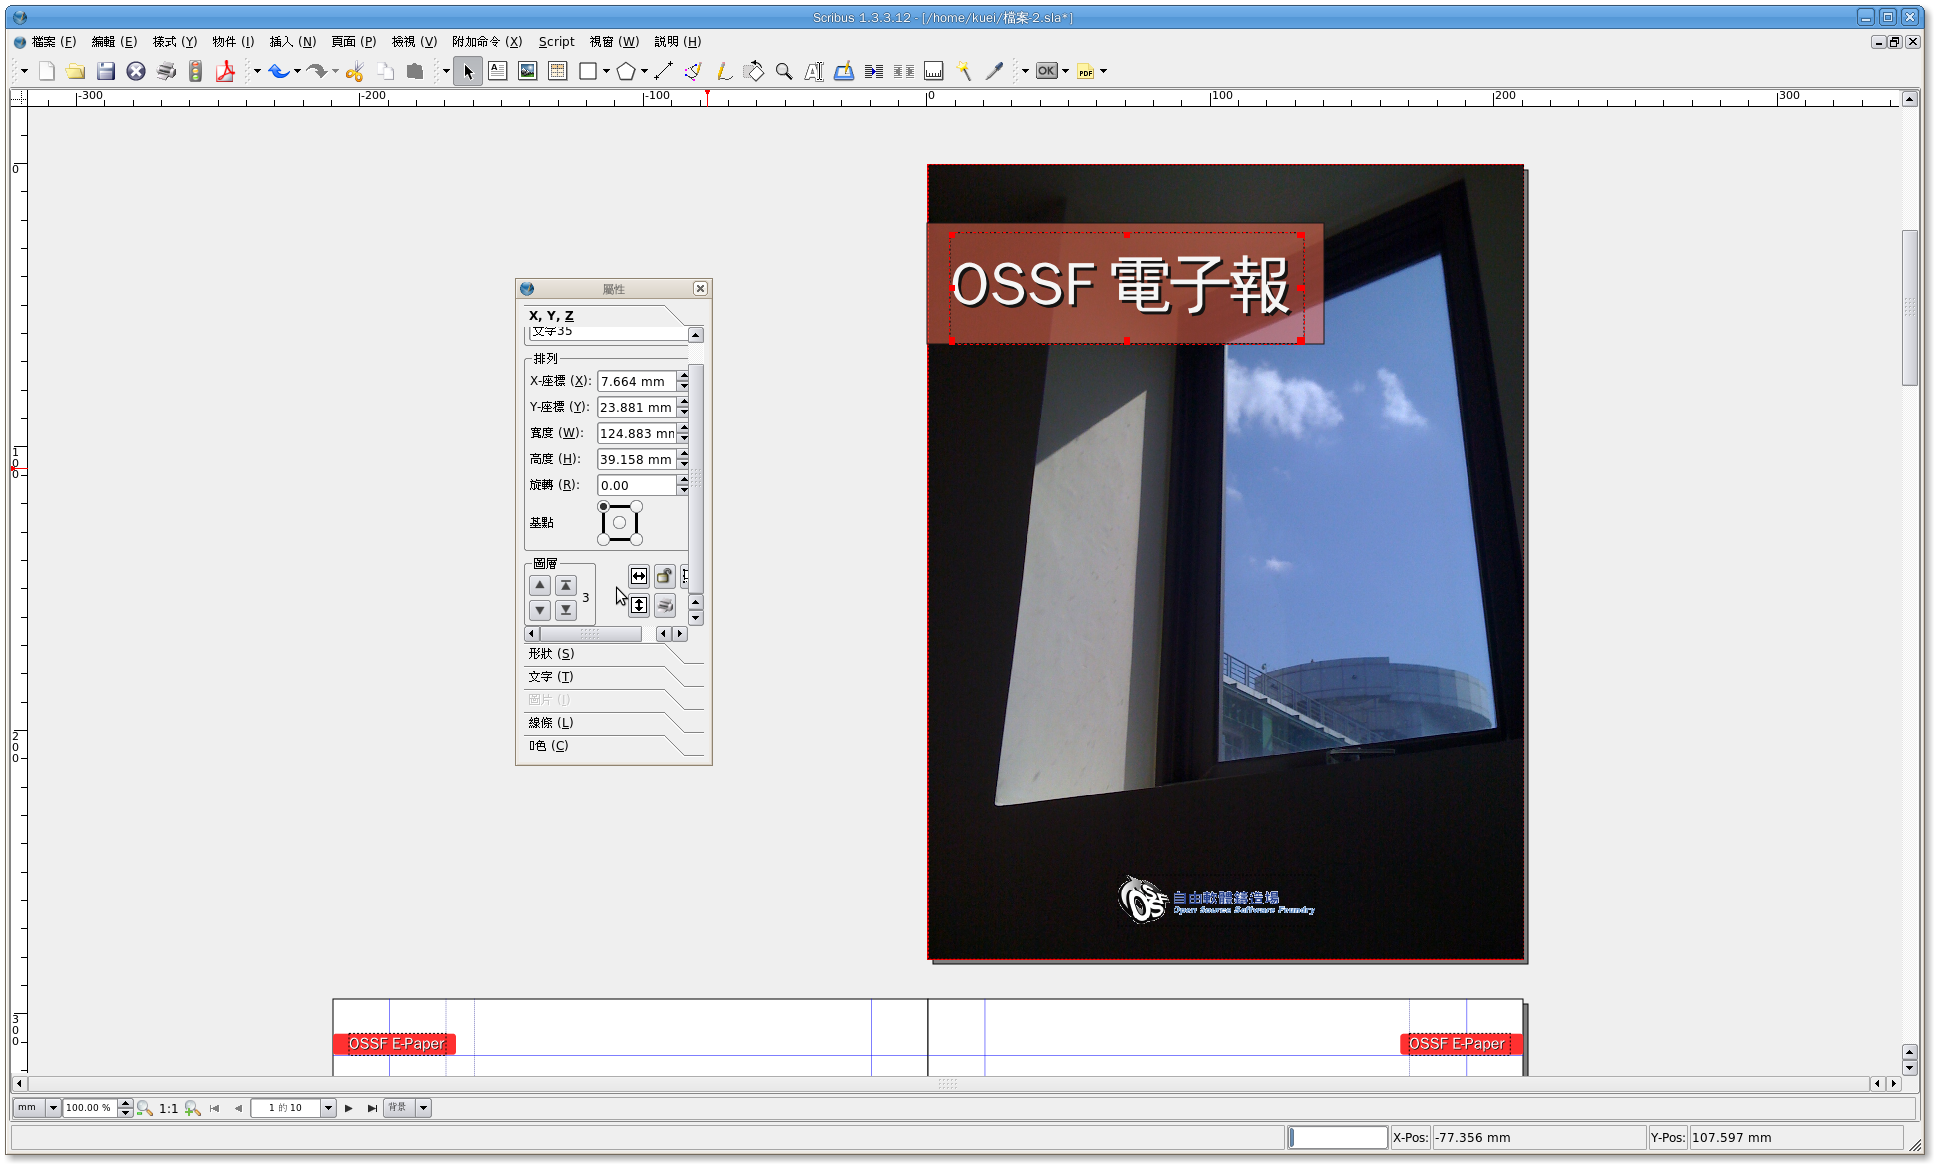 Scribus 1.3.3.12 - [/home/kuei/檔案-2.sla*]
檔案 (F) 編輯 (E) 樣式 (Y) 物件 (I) 插入 (N) 頁面 (P) 檢視 (V) 附加命令 (X) Script 視窗 (W) 說明 (H)
OK PDF
-300 -200 -100 0 100 200 300
0
100
200
300
OSSF 電子報
屬性
X, Y, Z
文字35
排列
X-座標 (X): 7.664 mm
Y-座標 (Y): 23.881 mm
寬度 (W): 124.883 mm
高度 (H): 39.158 mm
旋轉 (R): 0.00
基點
圖層
3
形狀 (S)
文字 (T)
圖片 (I)
線條 (L)
色 (C)
自由軟體鑄造場
Open Source Software Foundry
OSSF E-Paper OSSF E-Paper
mm 100.00 % 1:1 1 的 10 背景
X-Pos: -77.356 mm Y-Pos: 107.597 mm